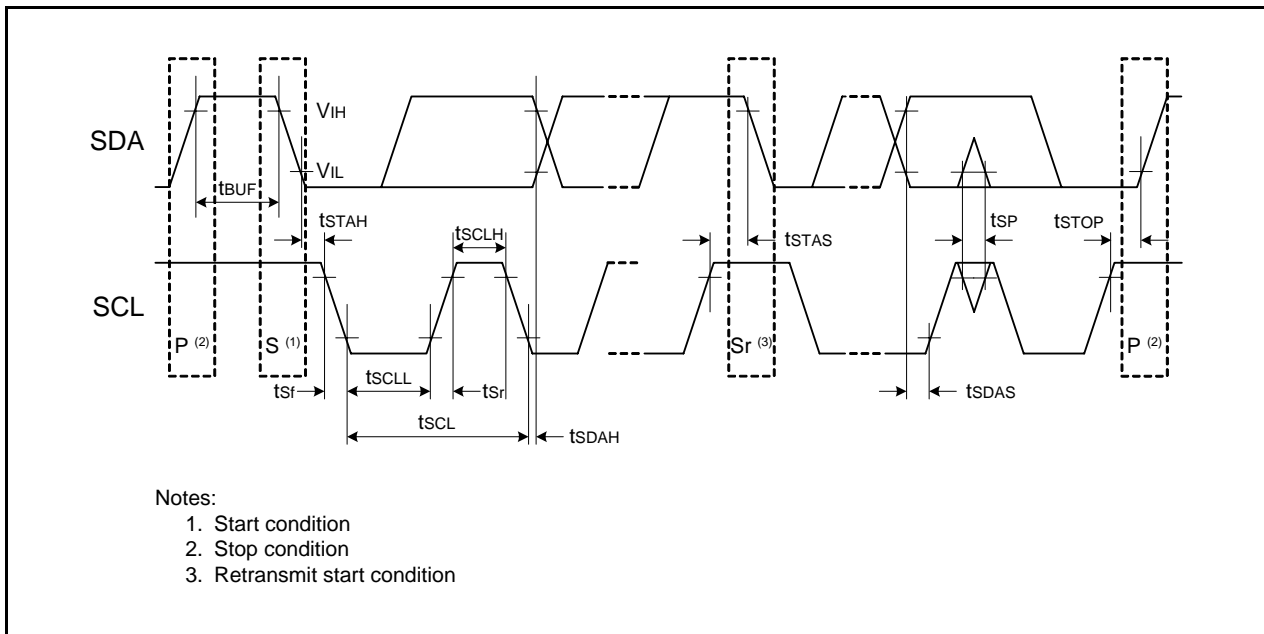 SDA
VIH
VIL
tBUF
tSTAH
tSCLH
tSTAS
tSP
tSTOP
SCL
P (2)
S (1)
Sr (3)
P (2)
tSf
tSCLL
tSr
tSDAS
tSCL
tSDAH
Notes:
1. Start condition
2. Stop condition
3. Retransmit start condition